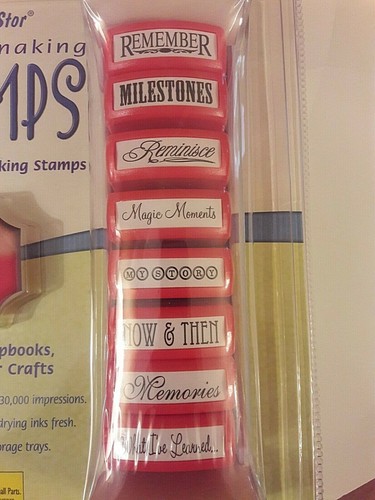 Stor®
making
MPS
king Stamps
pbooks,
r Crafts
30,000 impressions.
drying inks fresh.
orage trays.
all Parts.
REMEMBER
MILESTONES
Reminisce
Magic Moments
MY STORY
NOW & THEN
Memories
What I've Learned...